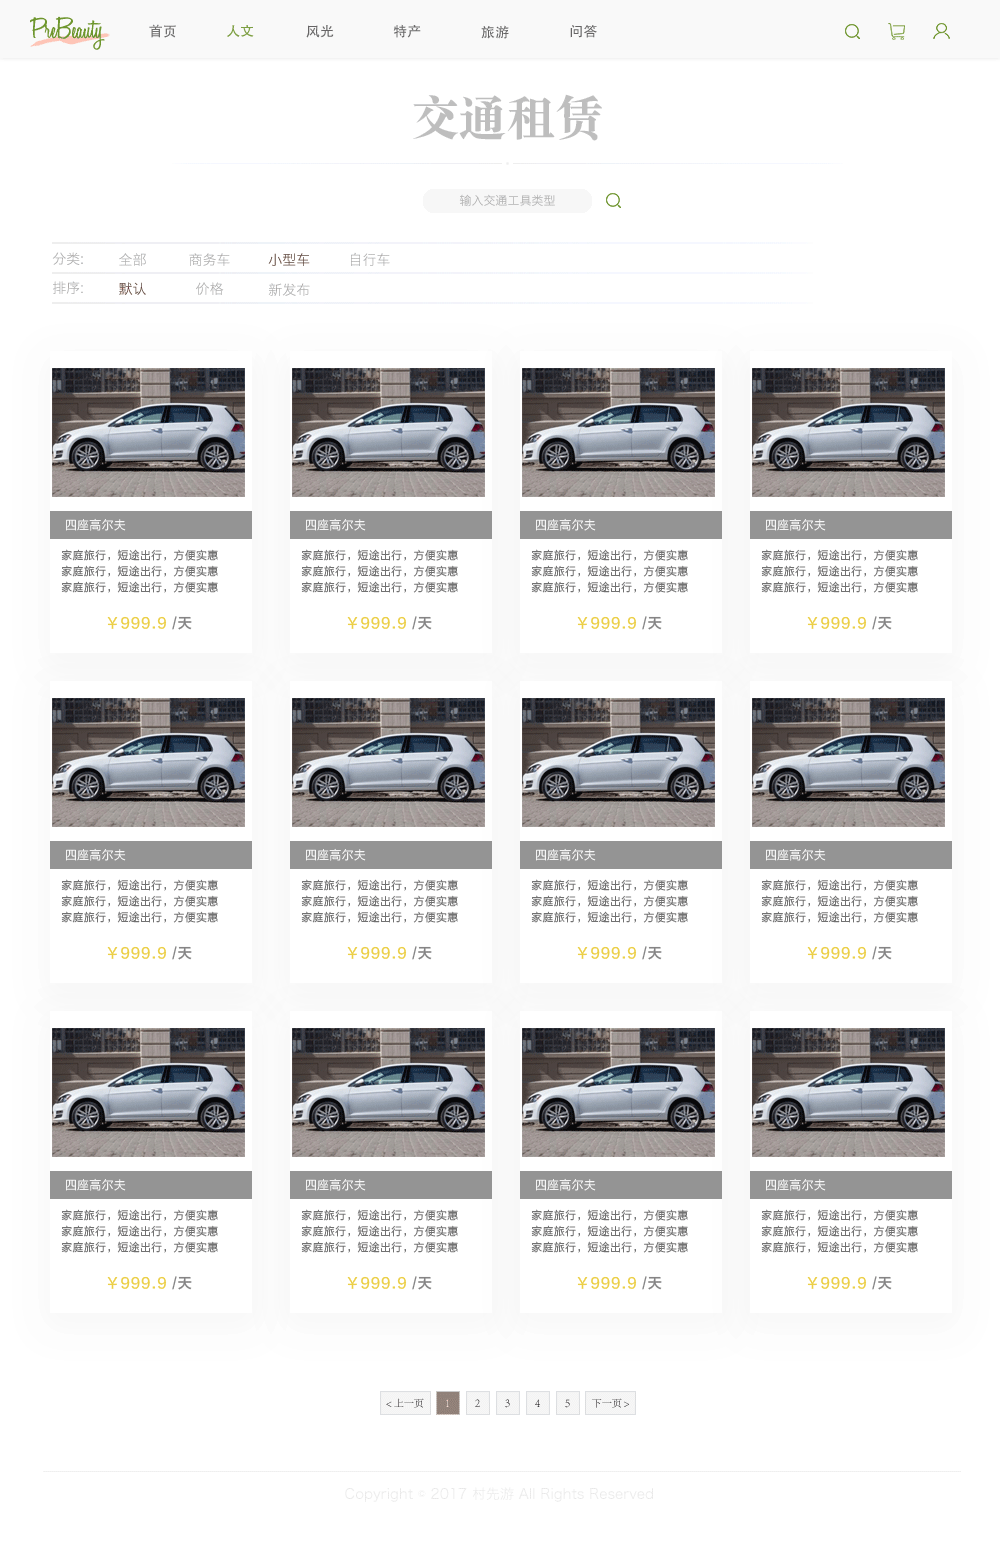 PreBeauty 首页 人文 风光 特产 旅游 问答
交通租赁
输入交通工具类型
分类: 全部 商务车 小型车 自行车
排序: 默认 价格 新发布
四座高尔夫 四座高尔夫 四座高尔夫 四座高尔夫
家庭旅行，短途出行，方便实惠 家庭旅行，短途出行，方便实惠 家庭旅行，短途出行，方便实惠 家庭旅行，短途出行，方便实惠
家庭旅行，短途出行，方便实惠 家庭旅行，短途出行，方便实惠 家庭旅行，短途出行，方便实惠 家庭旅行，短途出行，方便实惠
家庭旅行，短途出行，方便实惠 家庭旅行，短途出行，方便实惠 家庭旅行，短途出行，方便实惠 家庭旅行，短途出行，方便实惠
￥999.9 /天 ￥999.9 /天 ￥999.9 /天 ￥999.9 /天
四座高尔夫 四座高尔夫 四座高尔夫 四座高尔夫
家庭旅行，短途出行，方便实惠 家庭旅行，短途出行，方便实惠 家庭旅行，短途出行，方便实惠 家庭旅行，短途出行，方便实惠
家庭旅行，短途出行，方便实惠 家庭旅行，短途出行，方便实惠 家庭旅行，短途出行，方便实惠 家庭旅行，短途出行，方便实惠
家庭旅行，短途出行，方便实惠 家庭旅行，短途出行，方便实惠 家庭旅行，短途出行，方便实惠 家庭旅行，短途出行，方便实惠
￥999.9 /天 ￥999.9 /天 ￥999.9 /天 ￥999.9 /天
四座高尔夫 四座高尔夫 四座高尔夫 四座高尔夫
家庭旅行，短途出行，方便实惠 家庭旅行，短途出行，方便实惠 家庭旅行，短途出行，方便实惠 家庭旅行，短途出行，方便实惠
家庭旅行，短途出行，方便实惠 家庭旅行，短途出行，方便实惠 家庭旅行，短途出行，方便实惠 家庭旅行，短途出行，方便实惠
家庭旅行，短途出行，方便实惠 家庭旅行，短途出行，方便实惠 家庭旅行，短途出行，方便实惠 家庭旅行，短途出行，方便实惠
￥999.9 /天 ￥999.9 /天 ￥999.9 /天 ￥999.9 /天
< 上一页 1 2 3 4 5 下一页 >
Copyright © 2017 村先游 All Rights Reserved